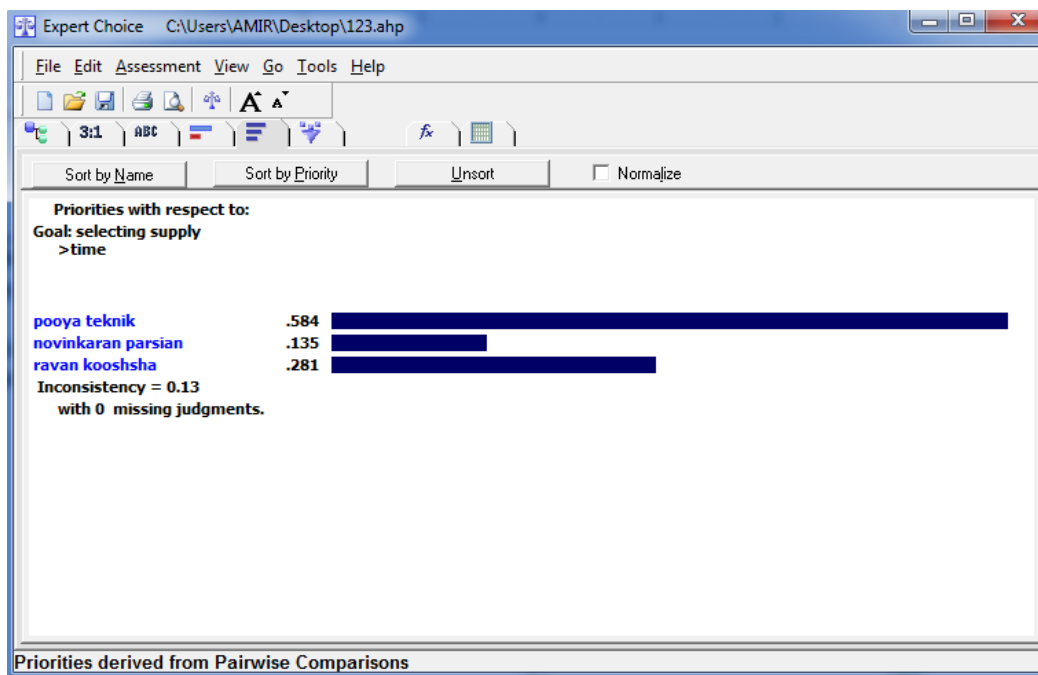 Expert Choice C:\Users\AMIR\Desktop\123.ahp
File Edit Assessment View Go Tools Help
A A
3:1 ABC fx
Sort by Name Sort by Priority Unsort Normalize
Priorities with respect to:
Goal: selecting supply
>time
pooya teknik .584
novinkaran parsian .135
ravan kooshsha .281
Inconsistency = 0.13
with 0 missing judgments.
Priorities derived from Pairwise Comparisons